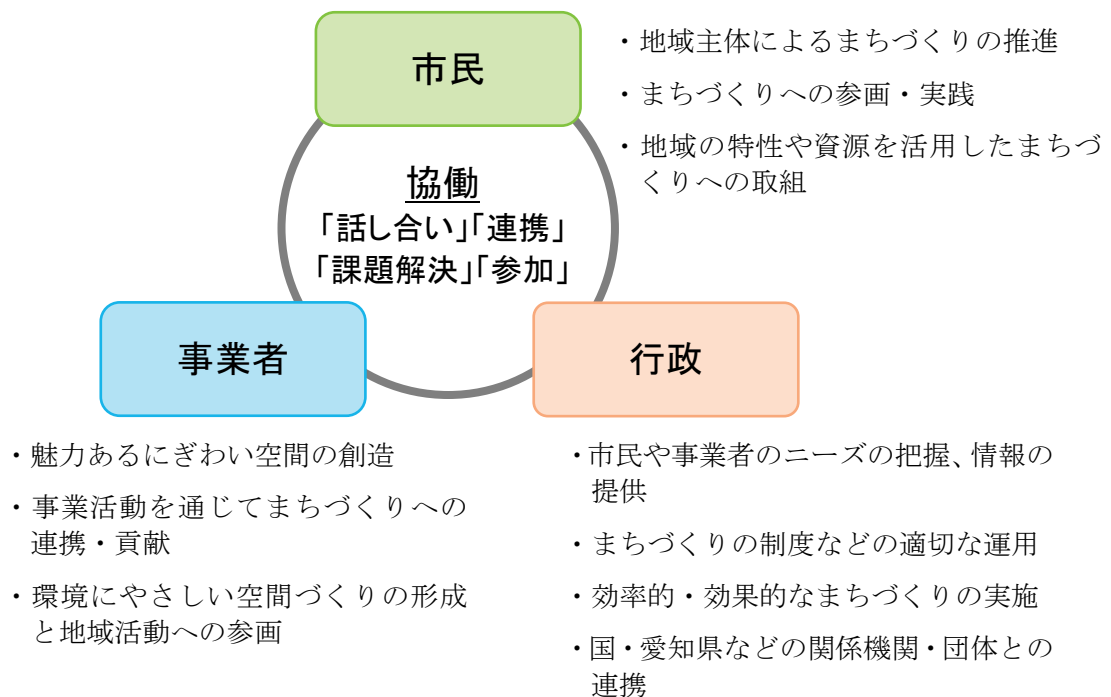 市民
・地域主体によるまちづくりの推進
・まちづくりへの参画・実践
・地域の特性や資源を活用したまちづ
くりへの取組
協働
「話し合い」「連携」
「課題解決」「参加」
事業者
行政
・魅力あるにぎわい空間の創造
・事業活動を通じてまちづくりへの
連携・貢献
・環境にやさしい空間づくりの形成
と地域活動への参画
・市民や事業者のニーズの把握、情報の
提供
・まちづくりの制度などの適切な運用
・効率的・効果的なまちづくりの実施
・国・愛知県などの関係機関・団体との
連携